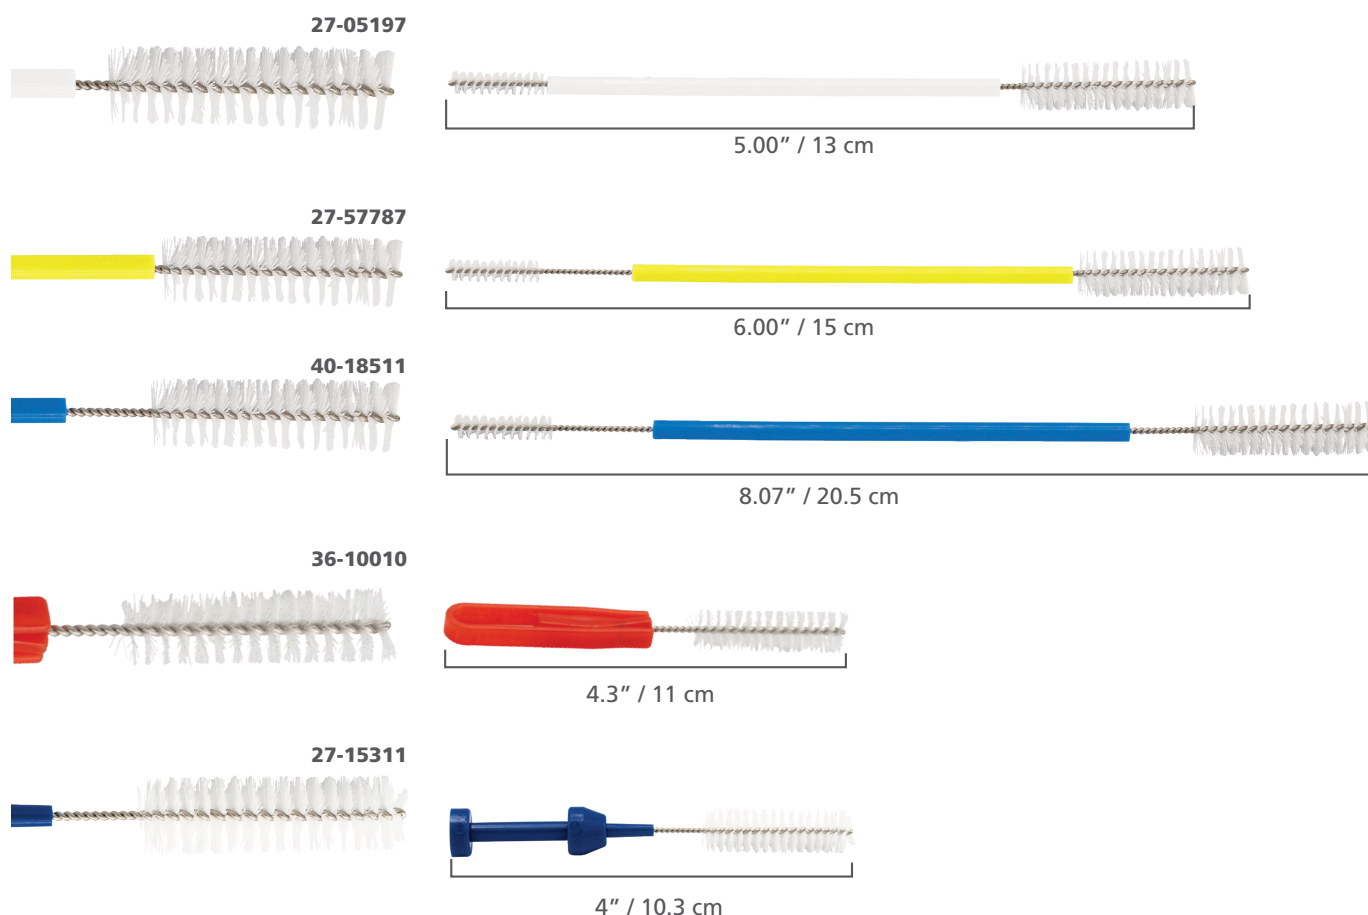 27-05197
5.00” / 13 cm
27-57787
6.00” / 15 cm
40-18511
8.07” / 20.5 cm
36-10010
4.3” / 11 cm
27-15311
4” / 10.3 cm